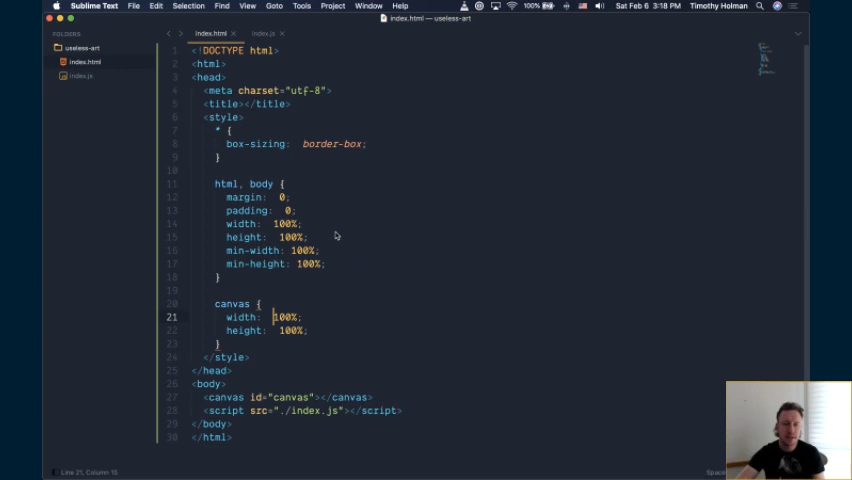 Sublime Text File Edit Selection Find View Goto Tools Project Window Help 100% Sat Feb 6 3:18 PM Timothy Holman
index.html — useless-art
FOLDERS
useless-art
index.html
index.js
index.html × index.js ×
1 <!DOCTYPE html>
2 <html>
3 <head>
4 <meta charset="utf-8">
5 <title></title>
6 <style>
7 * {
8 box-sizing: border-box;
9 }
10
11 html, body {
12 margin: 0;
13 padding: 0;
14 width: 100%;
15 height: 100%;
16 min-width: 100%;
17 min-height: 100%;
18 }
19
20 canvas {
21 width: 100%;
22 height: 100%;
23 }
24 </style>
25 </head>
26 <body>
27 <canvas id="canvas"></canvas>
28 <script src="./index.js"></script>
29 </body>
30 </html>
Line 21, Column 15